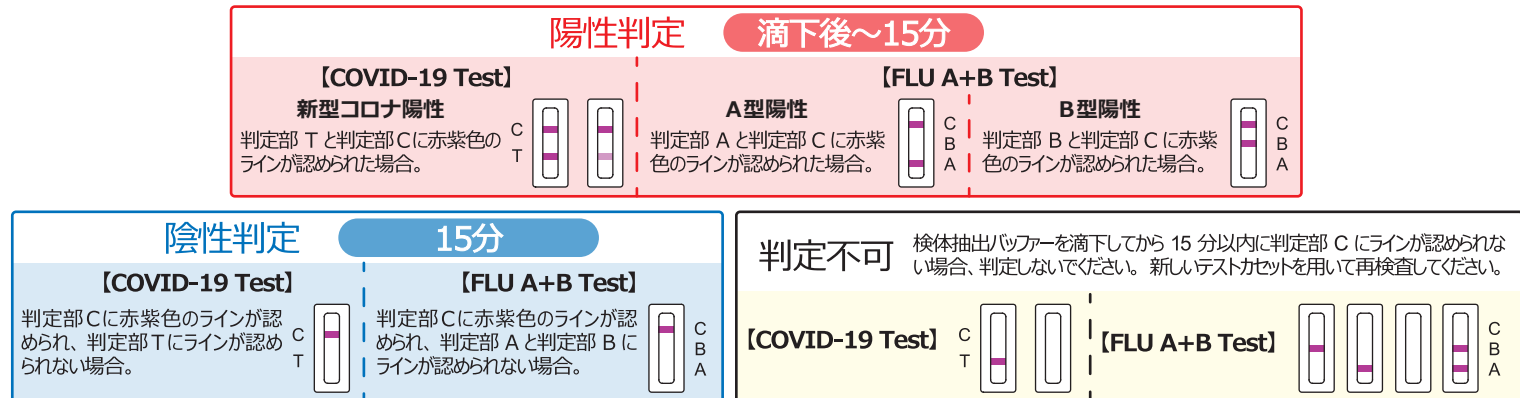 陽性判定 滴下後～15分
【COVID-19 Test】
新型コロナ陽性
判定部 T と判定部Cに赤紫色の
ラインが認められた場合。
C
T
【FLU A+B Test】
A型陽性
判定部 A と判定部 C に赤紫
色のラインが認められた場合。
C
B
A
B型陽性
判定部 B と判定部 C に赤紫
色のラインが認められた場合。
C
B
A
陰性判定 15分
【COVID-19 Test】
判定部Cに赤紫色のラインが認
められ、判定部Tにラインが認め
られない場合。
C
T
【FLU A+B Test】
判定部Cに赤紫色のラインが認
められ、判定部 A と判定部 B に
ラインが認められない場合。
C
B
A
判定不可
検体抽出バッファーを滴下してから 15 分以内に判定部 C にラインが認められな
い場合、判定しないでください。 新しいテストカセットを用いて再検査してください。
【COVID-19 Test】
C
T
【FLU A+B Test】
C
B
A